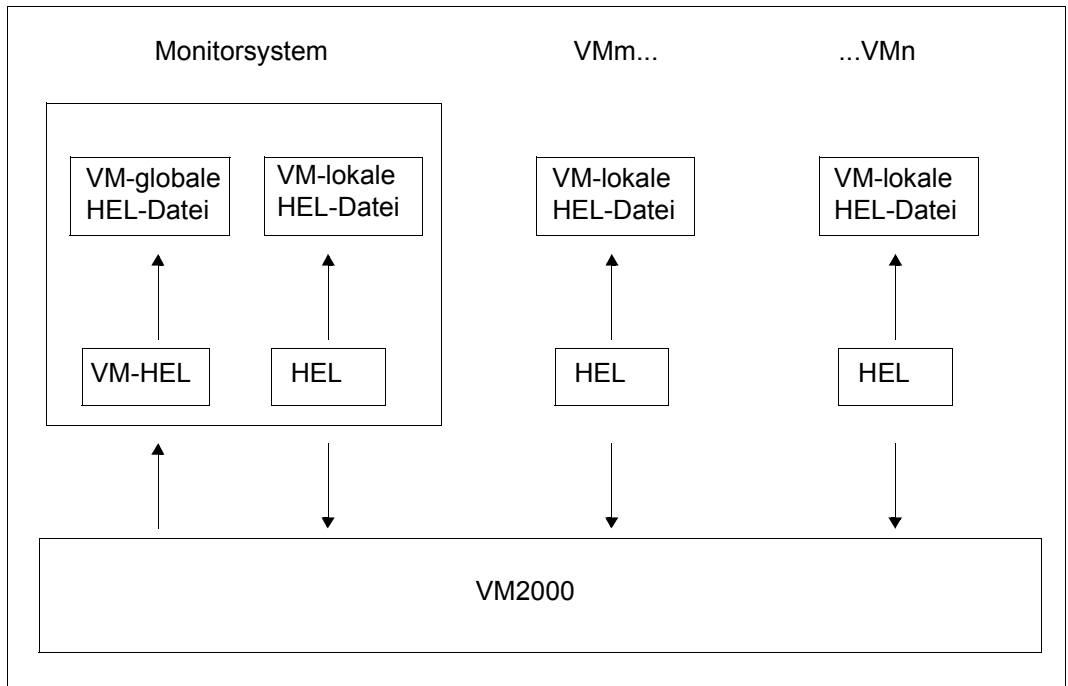 Monitorsystem
VMm...
...VMn
VM-globale
HEL-Datei
VM-lokale
HEL-Datei
VM-lokale
HEL-Datei
VM-lokale
HEL-Datei
VM-HEL
HEL
HEL
HEL
VM2000